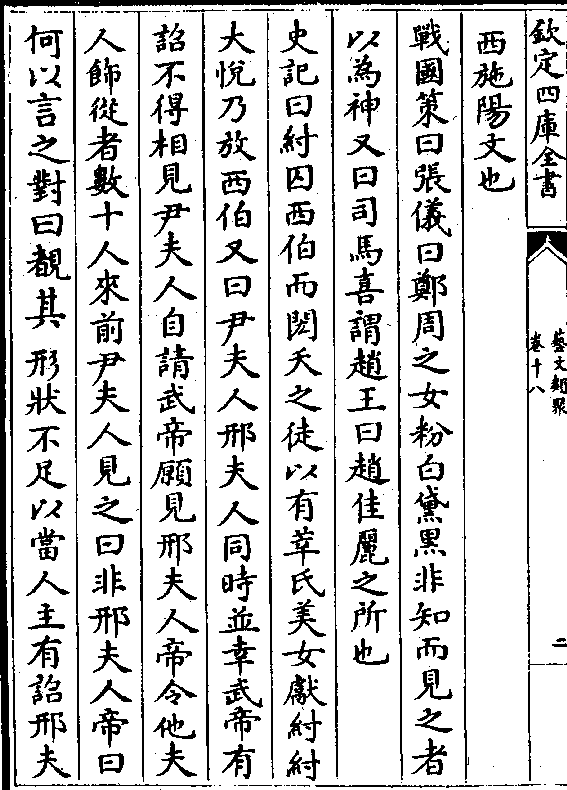 欽定四庫全書
藝文類聚
卷十八
二
西施陽文也
戰國策曰張儀曰鄭周之女粉白黛黑非知而見之者
以為神又曰司馬喜謂趙王曰趙佳麗之所也
史記曰紂囚西伯而閎夭之徒以有莘氏美女獻紂紂
大悅乃放西伯又曰尹夫人邢夫人同時並幸武帝有
詔不得相見尹夫人自請武帝願見邢夫人帝令他夫
人飾從者數十人來前尹夫人見之曰非邢夫人帝曰
何以言之對曰覩其形狀不足以當人主有詔邢夫